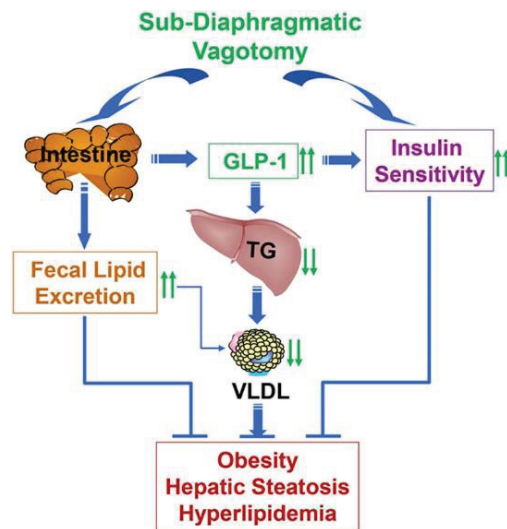 Sub-Diaphragmatic
Vagotomy
Intestine
GLP-1
Insulin
Sensitivity
TG
Fecal Lipid
Excretion
VLDL
Obesity
Hepatic Steatosis
Hyperlipidemia